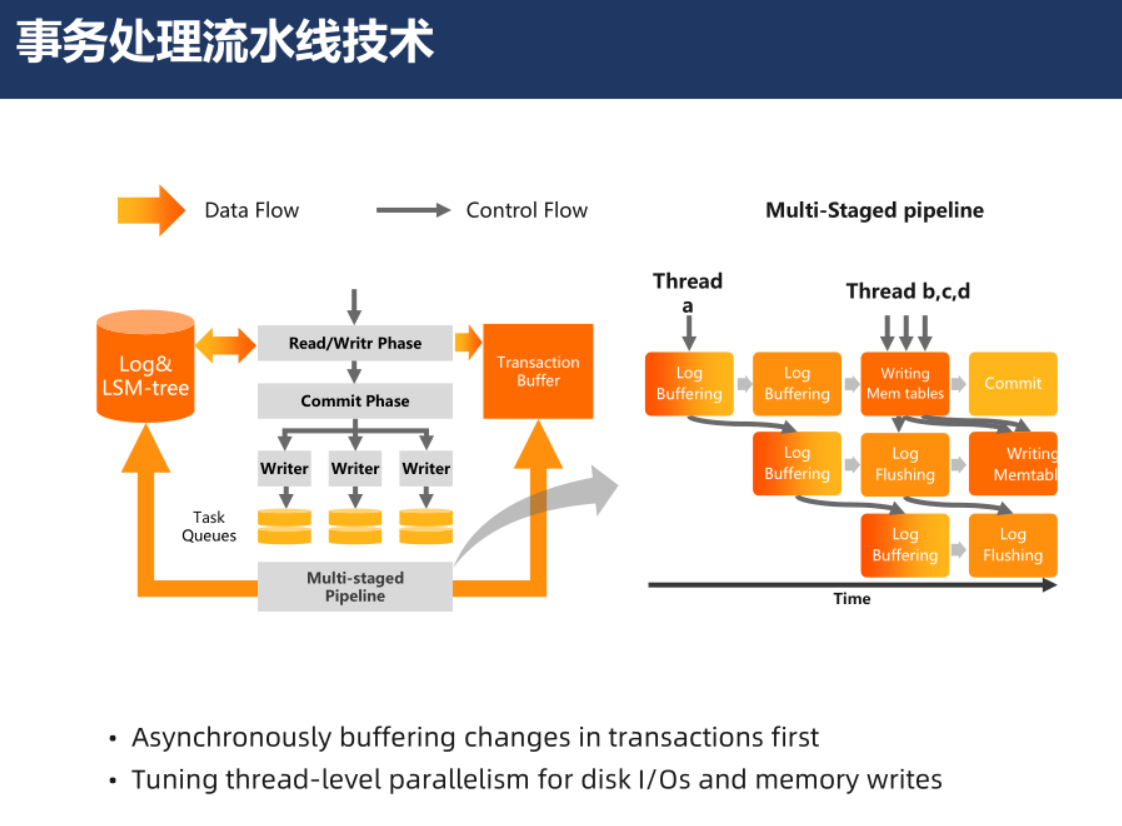 事务处理流水线技术
Data Flow
Control Flow
Multi-Staged pipeline
Log&
LSM-tree
Read/Writr Phase
Transaction
Buffer
Commit Phase
Writer
Writer
Writer
Task
Queues
Multi-staged
Pipeline
Thread
a
Thread b,c,d
Log
Buffering
Log
Buffering
Writing
Mem tables
Commit
Log
Buffering
Log
Flushing
Writing
Memtabl
Log
Buffering
Log
Flushing
Time
• Asynchronously buffering changes in transactions first
• Tuning thread-level parallelism for disk I/Os and memory writes